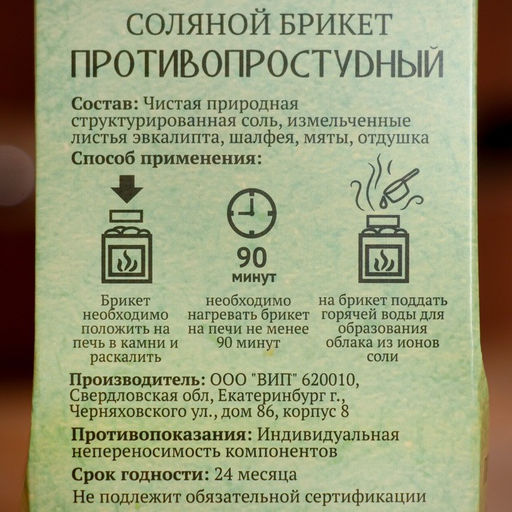 СОЛЯНОЙ БРИКЕТ
ПРОТИВОПРОСТУDНЫЙ
Состав: Чистая природная
структурированная соль, измельченные
листья эвкалипта, шалфея, мяты, отдушка
Способ применения:
90
минут
Брикет
необходимо
положить на
печь в камни и
раскалить
необходимо
нагревать брикет
на печи не менее
90 минут
на брикет поддать
горячей воды для
образования
облака из ионов
соли
Производитель: ООО "ВИП" 620010,
Свердловская обл, Екатеринбург г.,
Черняховского ул., дом 86, корпус 8
Противопоказания: Индивидуальная
непереносимость компонентов
Срок годности: 24 месяца
Не подлежит обязательной сертификации